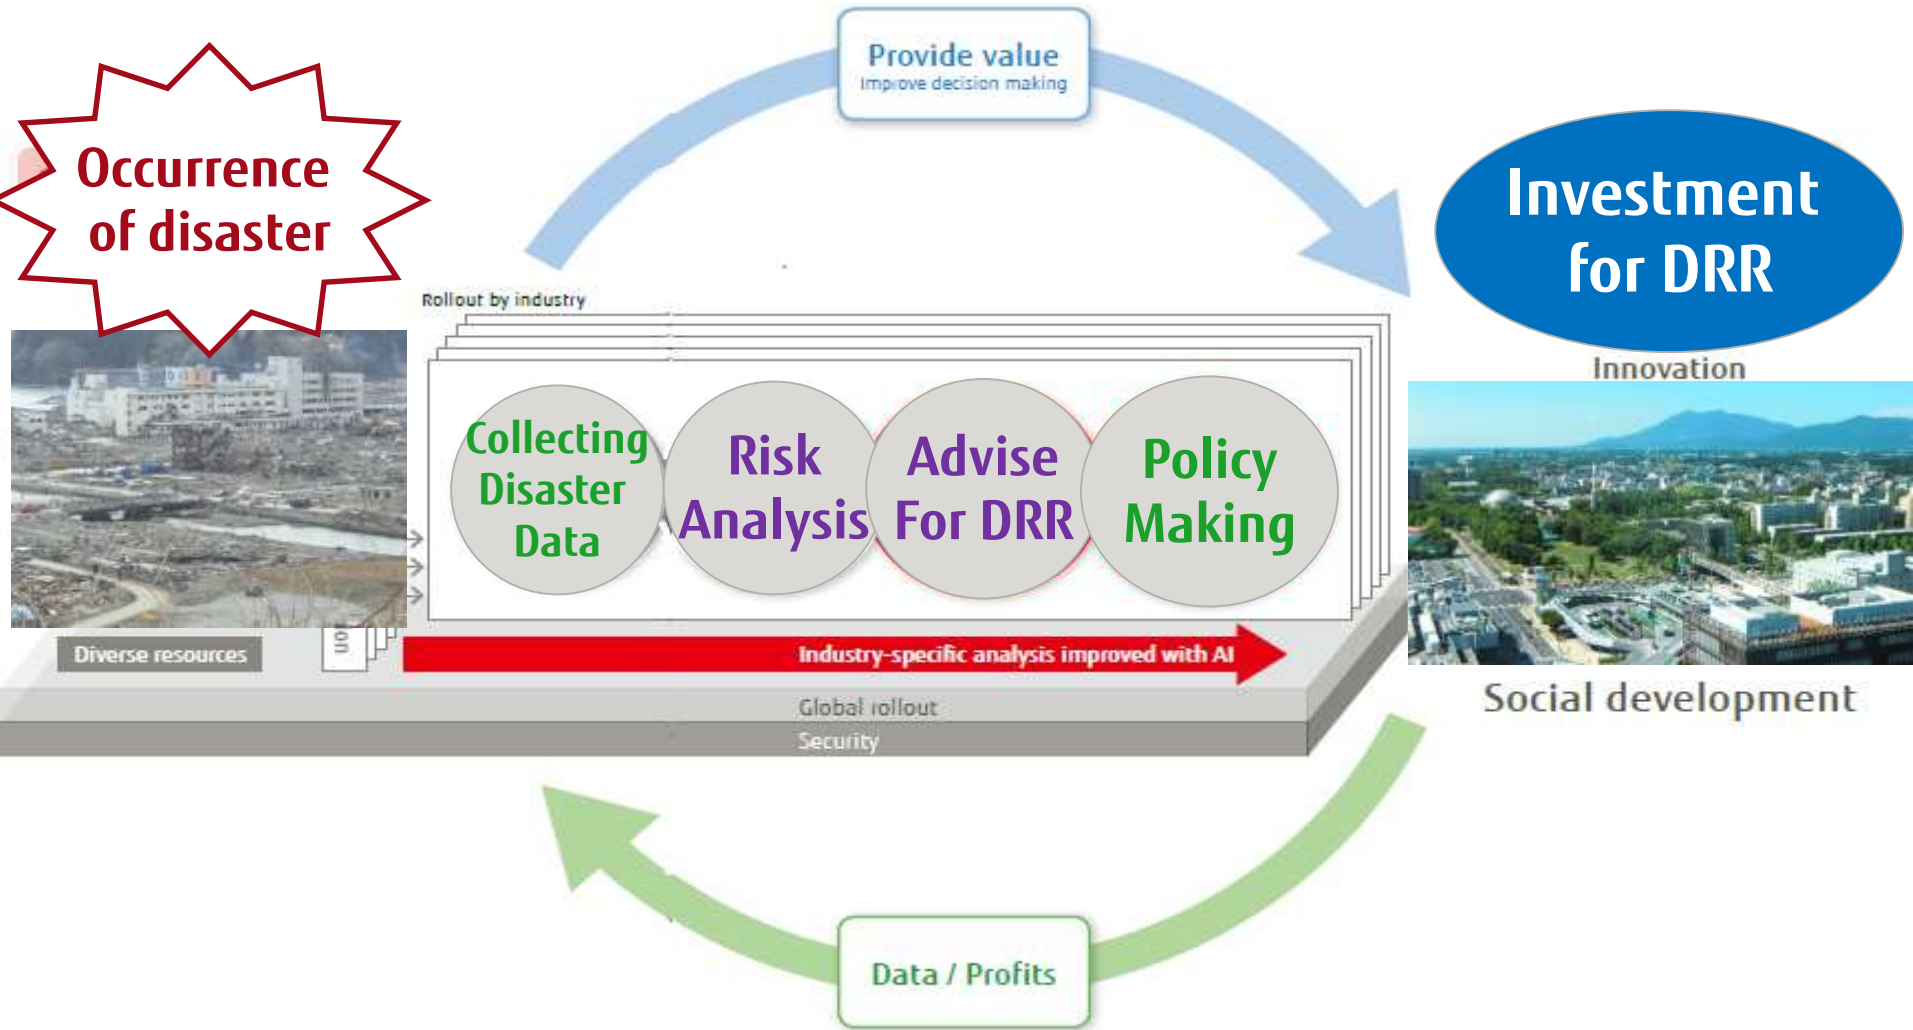 Provide value
Improve decision making
Occurrence
of disaster
Investment
for DRR
Rollout by industry
Innovation
Collecting
Disaster
Data
Risk
Analysis
Advise
For DRR
Policy
Making
Diverse resources
Industry-specific analysis improved with AI
Social development
Global rollout
Security
Data / Profits